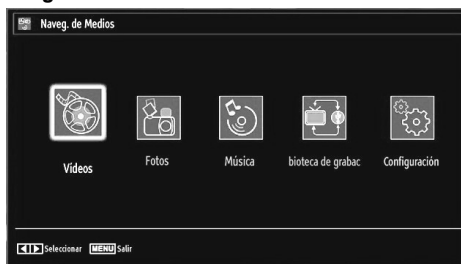 Naveg. de Medios
Vídeos
Fotos
Música
bioteca de grabac
Configuración
Seleccionar MENU Salir